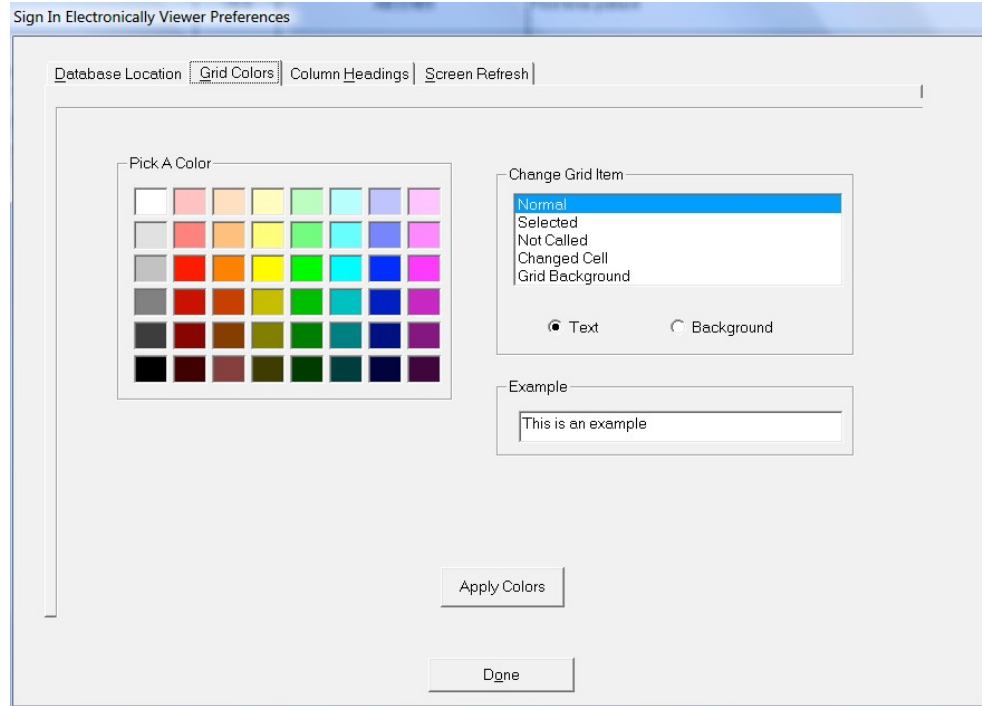 Sign In Electronically Viewer Preferences
Database Location Grid Colors Column Headings Screen Refresh
Pick A Color
Change Grid Item
Normal
Selected
Not Called
Changed Cell
Grid Background
Text Background
Example
This is an example
Apply Colors
Done